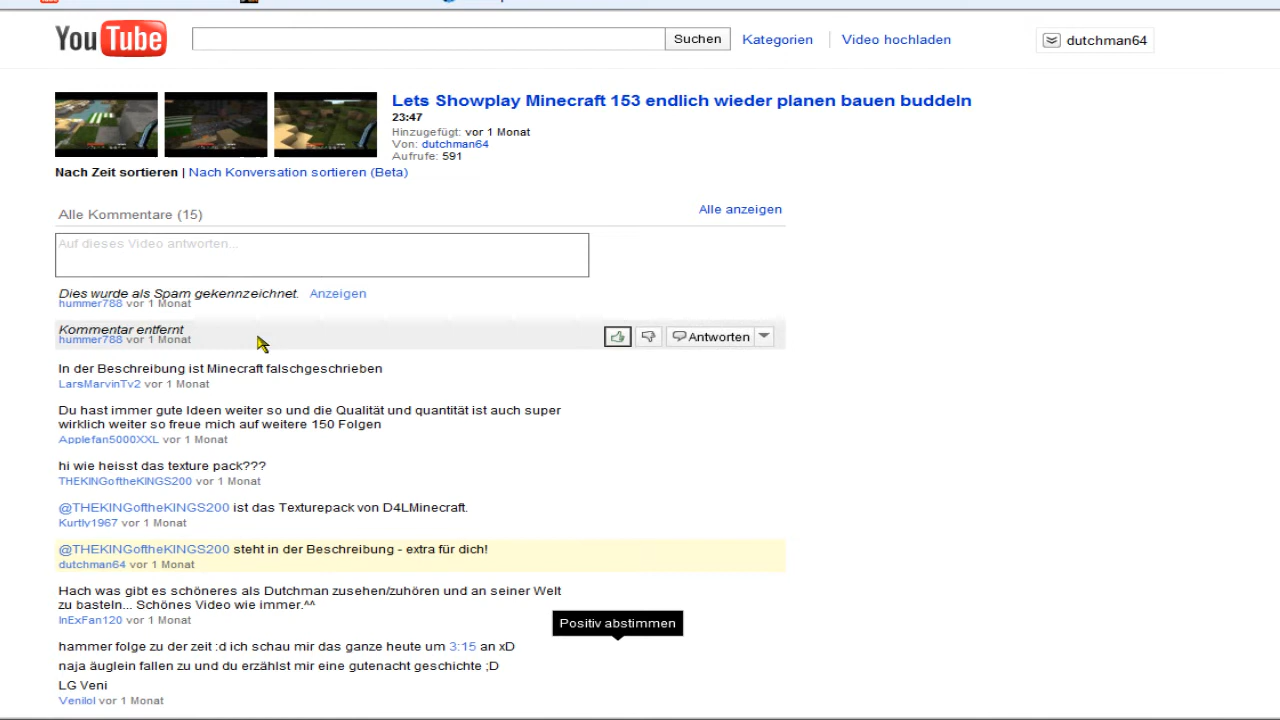 YouTube
Suchen
Kategorien
Video hochladen
dutchman64
Lets Showplay Minecraft 153 endlich wieder planen bauen buddeln
23:47
Hinzugefügt: vor 1 Monat
Von: dutchman64
Aufrufe: 591
Nach Zeit sortieren | Nach Konversation sortieren (Beta)
Alle Kommentare (15)
Alle anzeigen
Auf dieses Video antworten...
Dies wurde als Spam gekennzeichnet. Anzeigen
hummer788 vor 1 Monat
Kommentar entfernt
hummer788 vor 1 Monat
Antworten
In der Beschreibung ist Minecraft falschgeschrieben
LarsMarvinTv2 vor 1 Monat
Du hast immer gute Ideen weiter so und die Qualität und quantität ist auch super
wirklich weiter so freue mich auf weitere 150 Folgen
Applefan5000XXL vor 1 Monat
hi wie heisst das texture pack???
THEKINGoftheKINGS200 vor 1 Monat
@THEKINGoftheKINGS200 ist das Texturepack von D4LMinecraft.
Kurtly1967 vor 1 Monat
@THEKINGoftheKINGS200 steht in der Beschreibung - extra für dich!
dutchman64 vor 1 Monat
Hach was gibt es schöneres als Dutchman zusehen/zuhören und an seiner Welt
zu basteln... Schönes Video wie immer.^^
InExFan120 vor 1 Monat
Positiv abstimmen
hammer folge zu der zeit :d ich schau mir das ganze heute um 3:15 an xD
naja äuglein fallen zu und du erzählst mir eine gutenacht geschichte ;D
LG Veni
Venilol vor 1 Monat